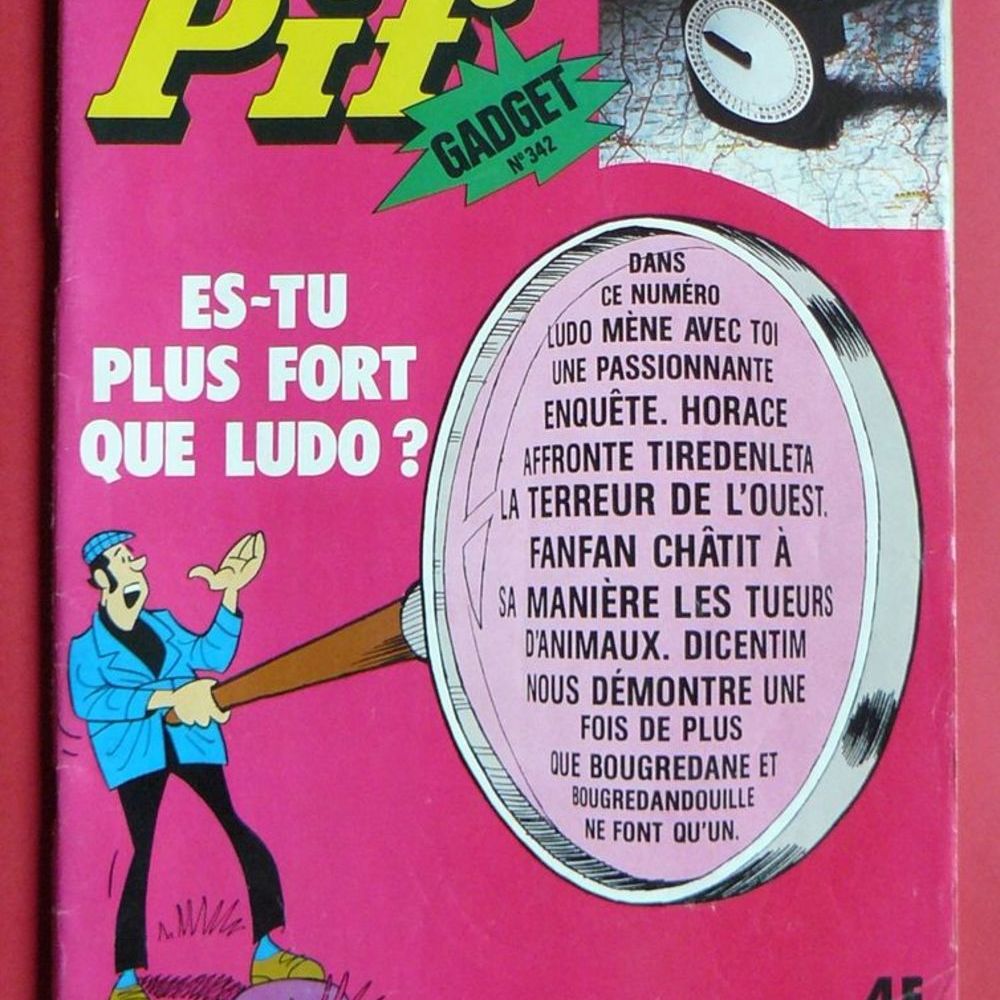 Pif
GADGET
N° 342
ES-TU
PLUS FORT
QUE LUDO ?
DANS
CE NUMÉRO
LUDO MÈNE AVEC TOI
UNE PASSIONNANTE
ENQUÊTE. HORACE
AFFRONTE TIREDENLETA
LA TERREUR DE L'OUEST.
FANFAN CHÂTIT À
SA MANIÈRE LES TUEURS
D'ANIMAUX. DICENTIM
NOUS DÉMONTRE UNE
FOIS DE PLUS
QUE BOUGREDANE ET
BOUGREDANDOUILLE
NE FONT QU'UN.